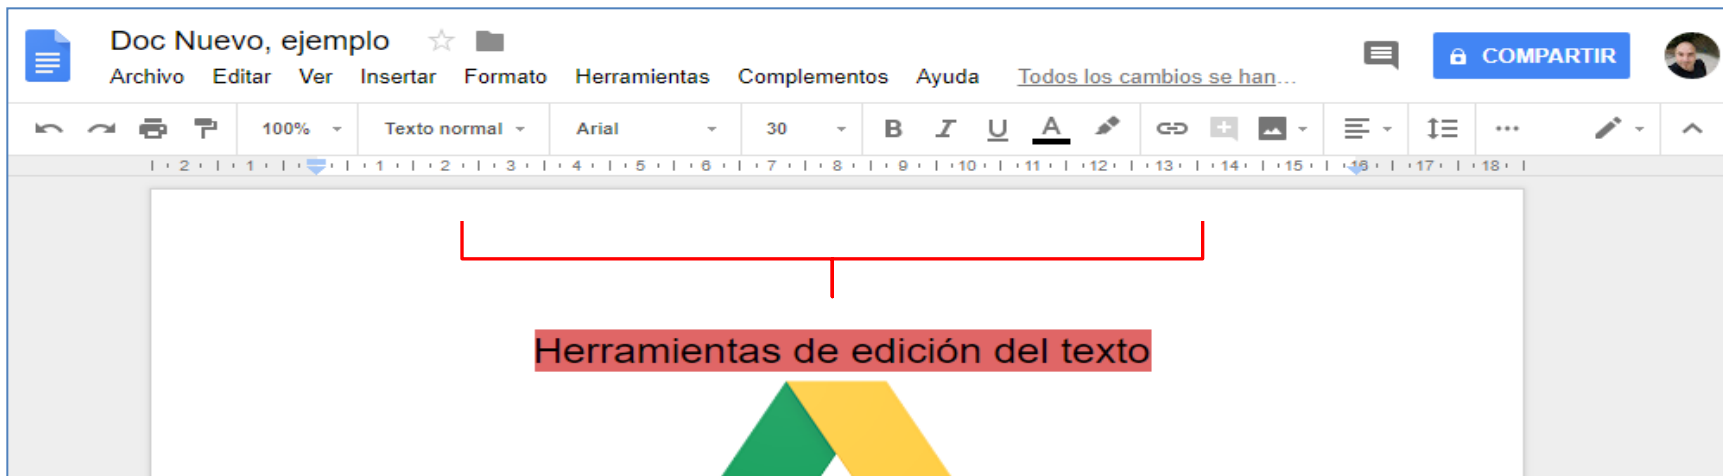 Doc Nuevo, ejemplo
Archivo Editar Ver Insertar Formato Herramientas Complementos Ayuda Todos los cambios se han...
COMPARTIR
100% Texto normal Arial 30 B I U A
2 1 1 2 3 4 5 6 7 8 9 10 11 12 13 14 15 16 17 18
Herramientas de edición del texto